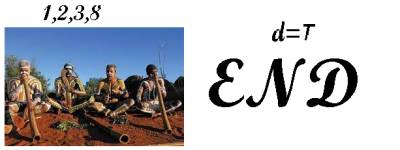 1,2,3,8
d=T
END